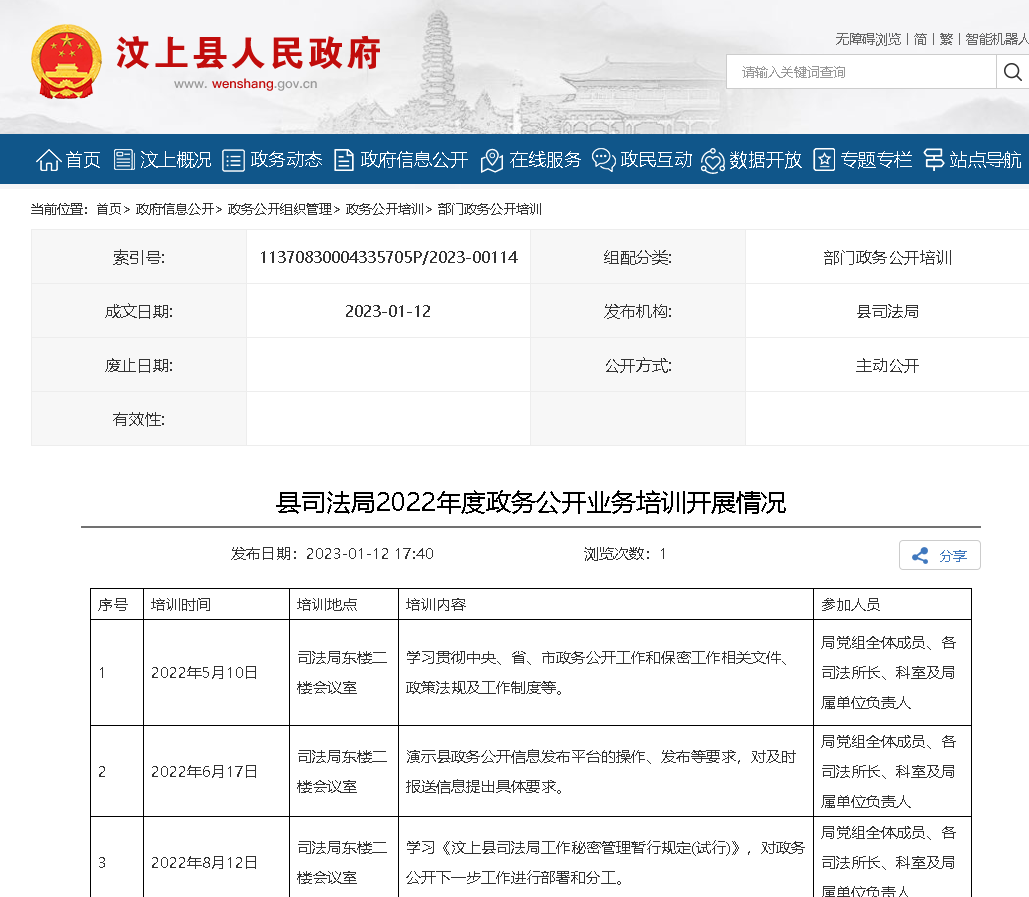 汶上县人民政府
www. wenshang.gov.cn
无障碍浏览 | 简 | 繁 | 智能机器人
请输入关键词查询
首页 汶上概况 政务动态 政府信息公开 在线服务 政民互动 数据开放 专题专栏 站点导航
当前位置：首页> 政府信息公开> 政务公开组织管理> 政务公开培训> 部门政务公开培训
索引号: 11370830004335705P/2023-00114 组配分类: 部门政务公开培训
成文日期: 2023-01-12 发布机构: 县司法局
废止日期: 公开方式: 主动公开
有效性:
县司法局2022年度政务公开业务培训开展情况
发布日期：2023-01-12 17:40 浏览次数：1 分享
序号 培训时间 培训地点 培训内容 参加人员
1 2022年5月10日
司法局东楼二
楼会议室
学习贯彻中央、省、市政务公开工作和保密工作相关文件、
政策法规及工作制度等。
局党组全体成员、各
司法所长、科室及局
属单位负责人
2 2022年6月17日
司法局东楼二
楼会议室
演示县政务公开信息发布平台的操作、发布等要求，对及时
报送信息提出具体要求。
局党组全体成员、各
司法所长、科室及局
属单位负责人
3 2022年8月12日
司法局东楼二
楼会议室
学习《汶上县司法局工作秘密管理暂行规定(试行)》，对政务
公开下一步工作进行部署和分工。
局党组全体成员、各
司法所长、科室及局
属单位负责人